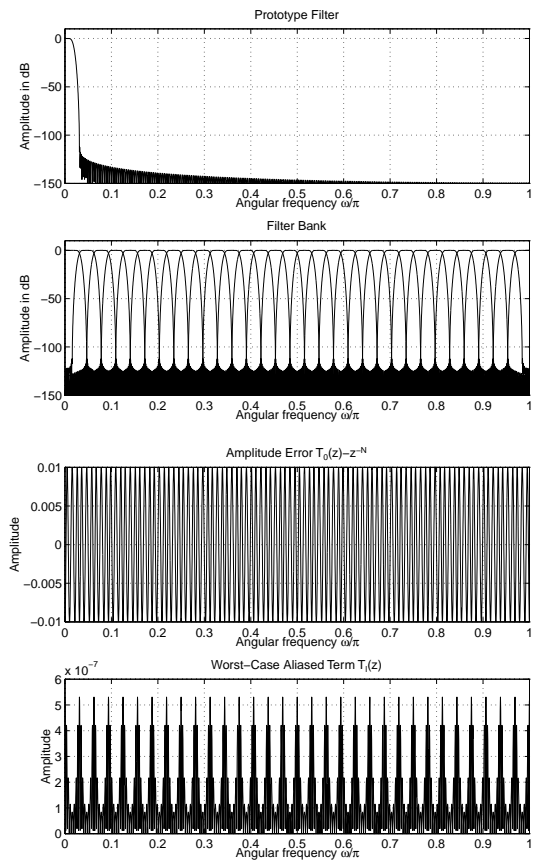 Prototype Filter
0
−50
−100
−150
Amplitude in dB
0 0.1 0.2 0.3 0.4 0.5 0.6 0.7 0.8 0.9 1
Angular frequency ω/π
Filter Bank
0
−50
−100
−150
Amplitude in dB
0 0.1 0.2 0.3 0.4 0.5 0.6 0.7 0.8 0.9 1
Angular frequency ω/π
Amplitude Error T₀(z)−z⁻ᴺ
0.01
0.005
0
−0.005
−0.01
Amplitude
0 0.1 0.2 0.3 0.4 0.5 0.6 0.7 0.8 0.9 1
Angular frequency ω/π
x 10⁻⁷
Worst−Case Aliased Term Tₗ(z)
6
5
4
3
2
1
0
Amplitude
0 0.1 0.2 0.3 0.4 0.5 0.6 0.7 0.8 0.9 1
Angular frequency ω/π